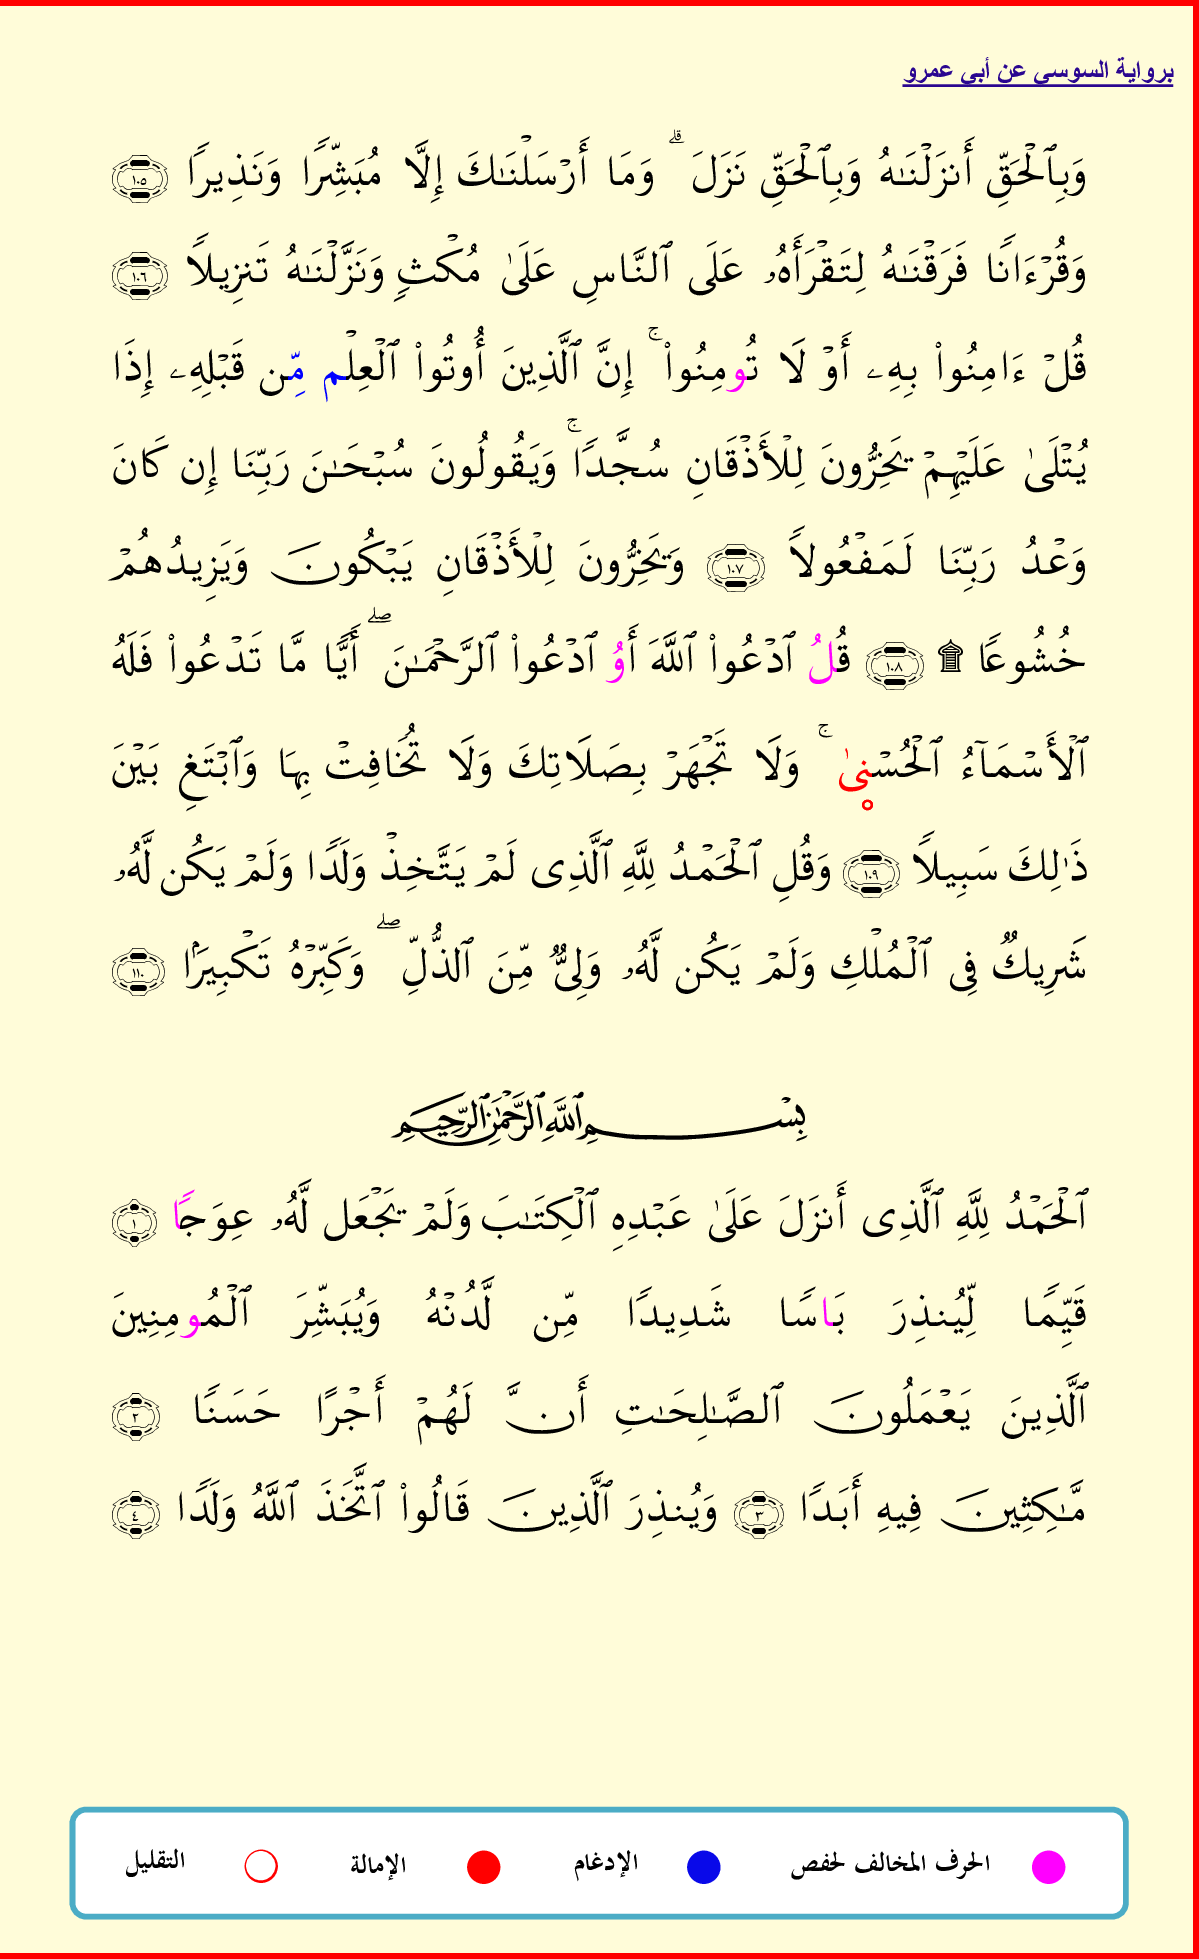 برواية السوسي عن أبي عمرو
وَبِٱلْحَقِّ أَنزَلْنَٰهُ وَبِٱلْحَقِّ نَزَلَ ۗ وَمَا أَرْسَلْنَٰكَ إِلَّا مُبَشِّرًا وَنَذِيرًا ١٠٥
وَقُرْءَانًا فَرَقْنَٰهُ لِتَقْرَأَهُۥ عَلَى ٱلنَّاسِ عَلَىٰ مُكْثٍ وَنَزَّلْنَٰهُ تَنزِيلًا ١٠٦
قُلْ ءَامِنُوا۟ بِهِۦ أَوْ لَا تُومِنُوا۟ ۚ إِنَّ ٱلَّذِينَ أُوتُوا۟ ٱلْعِلْم مِّن قَبْلِهِۦ إِذَا
يُتْلَىٰ عَلَيْهِمْ يَخِرُّونَ لِلْأَذْقَانِ سُجَّدًا ۚ وَيَقُولُونَ سُبْحَٰنَ رَبِّنَا إِن كَانَ
وَعْدُ رَبِّنَا لَمَفْعُولًا ١٠٧ وَيَخِرُّونَ لِلْأَذْقَانِ يَبْكُونَ وَيَزِيدُهُمْ
خُشُوعًا ۩ ١٠٨ قُلُ ٱدْعُوا۟ ٱللَّهَ أَوُ ٱدْعُوا۟ ٱلرَّحْمَٰنَ ۖ أَيًّا مَّا تَدْعُوا۟ فَلَهُ
ٱلْأَسْمَآءُ ٱلْحُسْنِىٰ ۚ وَلَا تَجْهَرْ بِصَلَاتِكَ وَلَا تُخَافِتْ بِهَا وَٱبْتَغِ بَيْنَ
ذَٰلِكَ سَبِيلًا ١٠٩ وَقُلِ ٱلْحَمْدُ لِلَّهِ ٱلَّذِى لَمْ يَتَّخِذْ وَلَدًا وَلَمْ يَكُن لَّهُۥ
شَرِيكٌ فِى ٱلْمُلْكِ وَلَمْ يَكُن لَّهُۥ وَلِىٌّ مِّنَ ٱلذُّلِّ ۖ وَكَبِّرْهُ تَكْبِيرًۢا ١١٠
بِسْمِ ٱللَّهِ ٱلرَّحْمَٰنِ ٱلرَّحِيمِ
ٱلْحَمْدُ لِلَّهِ ٱلَّذِى أَنزَلَ عَلَىٰ عَبْدِهِ ٱلْكِتَٰبَ وَلَمْ يَجْعَل لَّهُۥ عِوَجًا ١
قَيِّمًا لِّيُنذِرَ بَاسًا شَدِيدًا مِّن لَّدُنْهُ وَيُبَشِّرَ ٱلْمُومِنِينَ
ٱلَّذِينَ يَعْمَلُونَ ٱلصَّٰلِحَٰتِ أَنَّ لَهُمْ أَجْرًا حَسَنًا ٢
مَّٰكِثِينَ فِيهِ أَبَدًا ٣ وَيُنذِرَ ٱلَّذِينَ قَالُوا۟ ٱتَّخَذَ ٱللَّهُ وَلَدًا ٤
الحرف المخالف لحفص الإدغام الإمالة التقليل